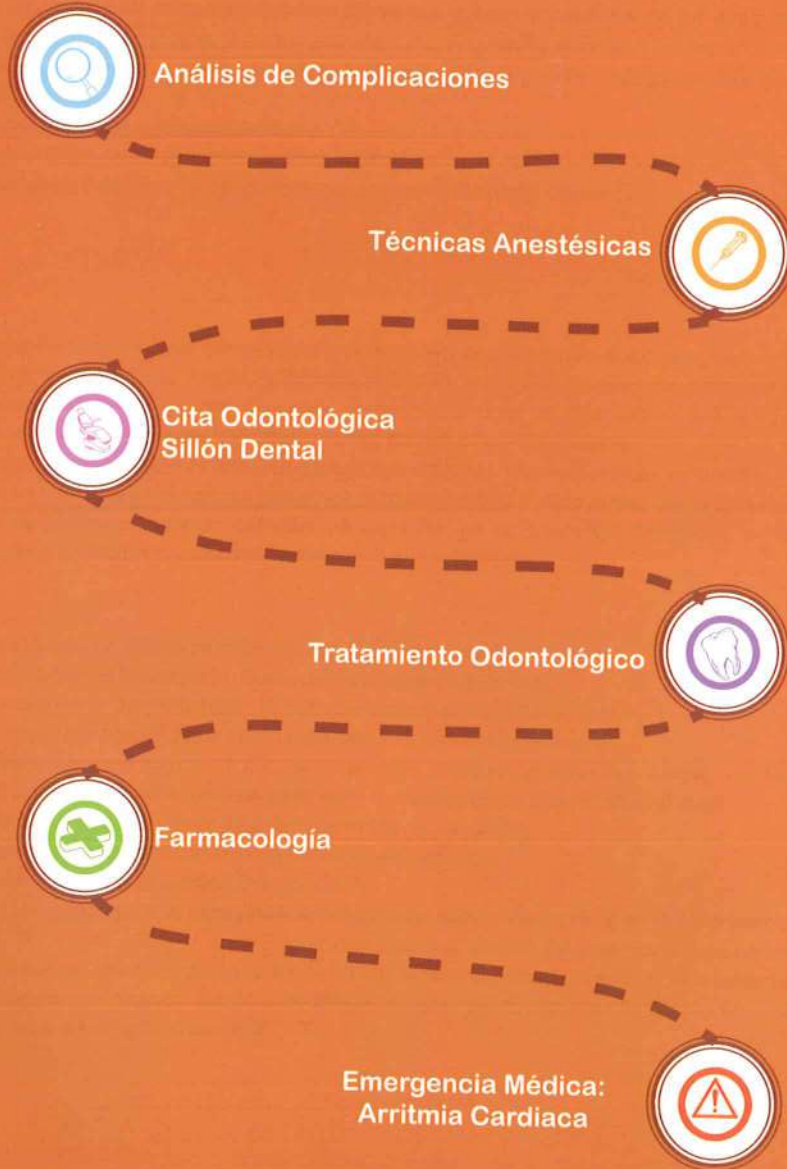 Análisis de Complicaciones
Técnicas Anestésicas
Cita Odontológica
Sillón Dental
Tratamiento Odontológico
Farmacología
Emergencia Médica:
Arritmia Cardiaca